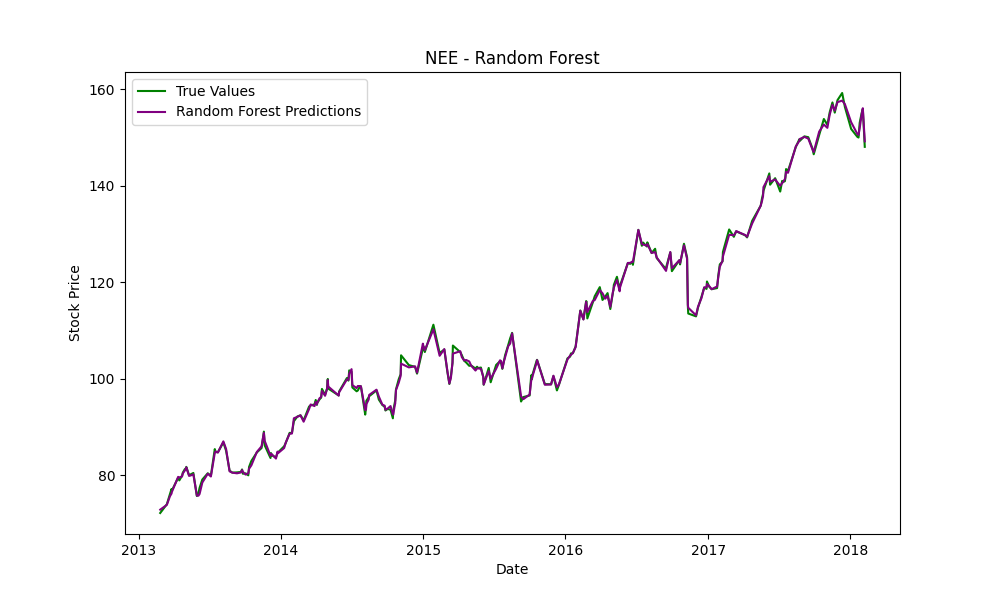 NEE - Random Forest
True Values
Random Forest Predictions
160
140
120
100
80
Stock Price
2013 2014 2015 2016 2017 2018
Date